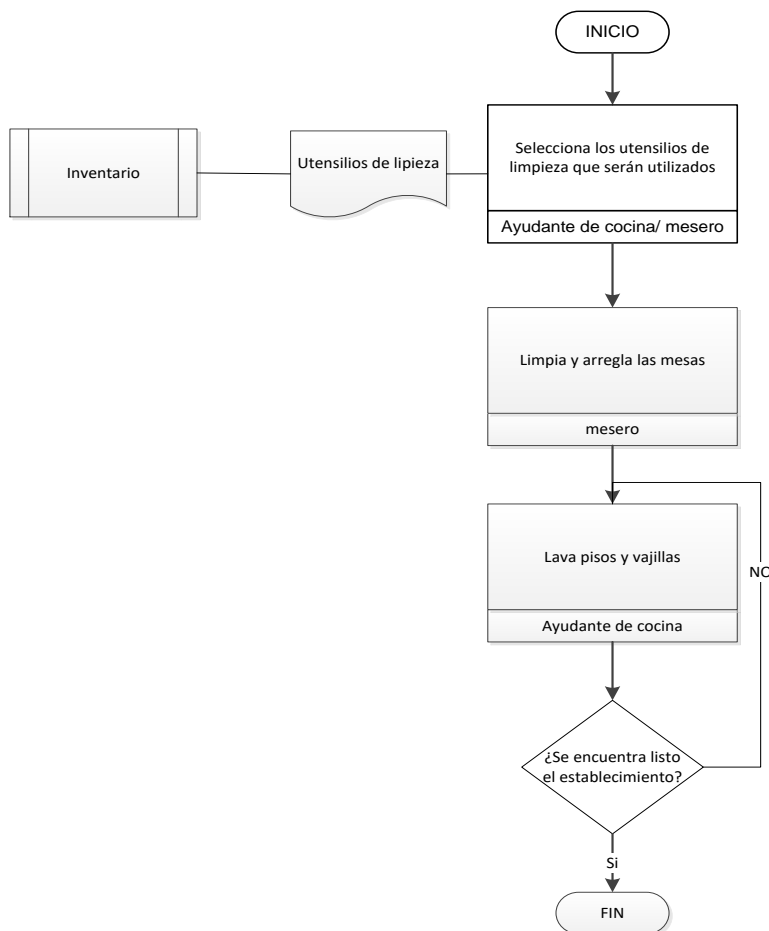 INICIO
Selecciona los utensilios de
limpieza que serán utilizados
Ayudante de cocina/ mesero
Utensilios de lipieza
Inventario
Limpia y arregla las mesas
mesero
Lava pisos y vajillas
Ayudante de cocina
NO
¿Se encuentra listo
el establecimiento?
Si
FIN